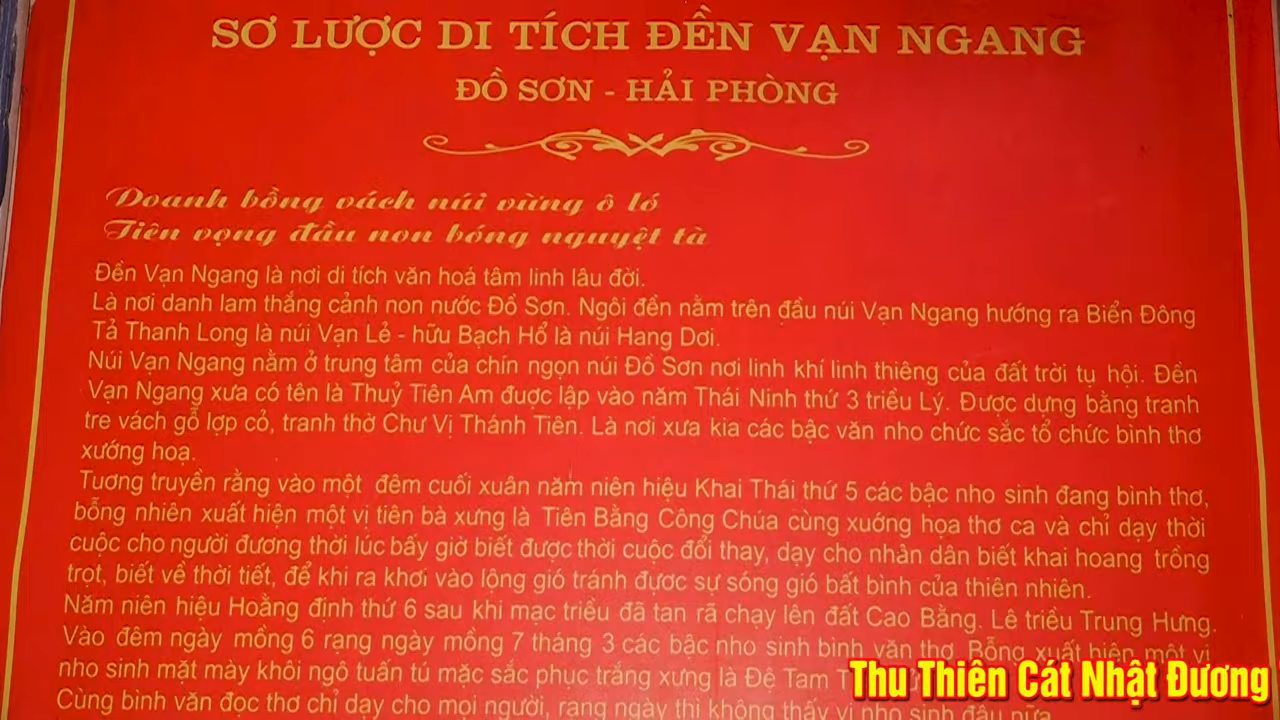 SƠ LƯỢC DI TÍCH ĐỀN VẠN NGANG
ĐỒ SƠN - HẢI PHÒNG
Doanh bồng vách núi vừng ô ló
Tiên vọng đầu non bóng nguyệt tà
Đền Vạn Ngang là nơi di tích văn hoá tâm linh lâu đời.
Là nơi danh lam thắng cảnh non nước Đồ Sơn. Ngôi đền nằm trên đầu núi Vạn Ngang hướng ra Biển Đông
Tả Thanh Long là núi Vạn Lẻ - hữu Bạch Hổ là núi Hang Dơi.
Núi Vạn Ngang nằm ở trung tâm của chín ngọn núi Đồ Sơn nơi linh khí linh thiêng của đất trời tụ hội. Đền
Vạn Ngang xưa có tên là Thuỷ Tiên Am được lập vào năm Thái Ninh thứ 3 triều Lý. Được dựng bằng tranh
tre vách gỗ lợp cỏ, tranh thờ Chư Vị Thánh Tiên. Là nơi xưa kia các bậc văn nho chức sắc tổ chức bình thơ
xướng hoạ.
Tương truyền rằng vào một đêm cuối xuân năm niên hiệu Khai Thái thứ 5 các bậc nho sinh đang bình thơ,
bỗng nhiên xuất hiện một vị tiên bà xưng là Tiên Bằng Công Chúa cùng xướng họa thơ ca và chỉ dạy thời
cuộc cho người đương thời lúc bấy giờ biết được thời cuộc đổi thay, dạy cho nhân dân biết khai hoang trồng
trọt, biết về thời tiết, để khi ra khơi vào lộng gió tránh được sự sóng gió bất bình của thiên nhiên.
Năm niên hiệu Hoằng định thứ 6 sau khi mạc triều đã tan rã chạy lên đất Cao Bằng. Lê triều Trung Hưng.
Vào đêm ngày mồng 6 rạng ngày mồng 7 tháng 3 các bậc nho sinh bình văn thơ. Bỗng xuất hiện một vị
nho sinh mặt mày khôi ngô tuấn tú mặc sắc phục trắng xưng là Đệ Tam
Cùng bình văn đọc thơ chỉ dạy cho mọi người, rạng ngày thì không thấy vị nho sinh đâu nữa
Thu Thiên Cát Nhật Đương